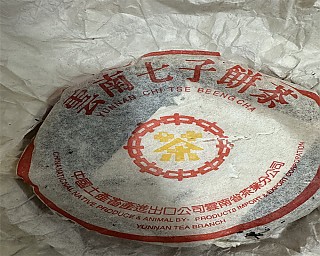 雲南七子餅茶
YUNNAN CHI TSE BEENG CHA
茶
中國土產畜產進出口公司雲南省茶葉分公司
CHINA NATIONAL NATIVE PRODUCE & ANIMAL BY-PRODUCTS IMPORT & EXPORT CORPORATION
YUNNAN TEA BRANCH